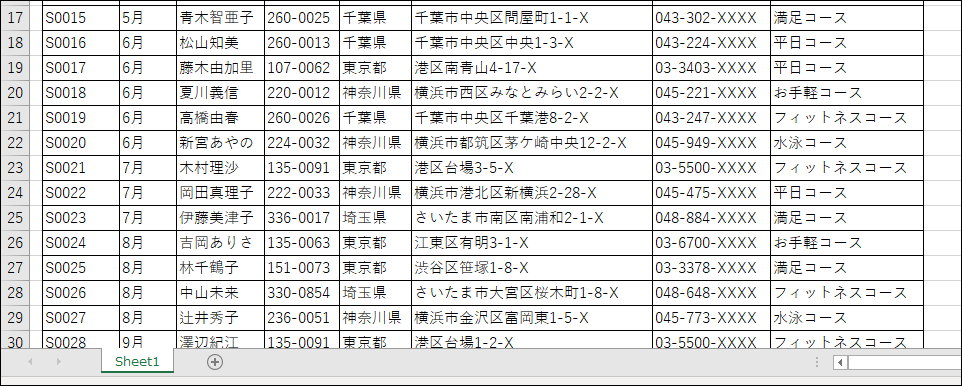 17 S0015 5月 青木智亜子 260-0025 千葉県 千葉市中央区問屋町1-1-X 043-302-XXXX 満足コース
18 S0016 6月 松山知美 260-0013 千葉県 千葉市中央区中央1-3-X 043-224-XXXX 平日コース
19 S0017 6月 藤木由加里 107-0062 東京都 港区南青山4-17-X 03-3403-XXXX 平日コース
20 S0018 6月 夏川義信 220-0012 神奈川県 横浜市西区みなとみらい2-2-X 045-221-XXXX お手軽コース
21 S0019 6月 高橋由春 260-0026 千葉県 千葉市中央区千葉港8-2-X 043-247-XXXX フィットネスコース
22 S0020 6月 新宮あやの 224-0032 神奈川県 横浜市都筑区茅ケ崎中央12-2-X 045-949-XXXX 水泳コース
23 S0021 7月 木村理沙 135-0091 東京都 港区台場3-5-X 03-5500-XXXX フィットネスコース
24 S0022 7月 岡田真理子 222-0033 神奈川県 横浜市港北区新横浜2-28-X 045-475-XXXX 平日コース
25 S0023 7月 伊藤美津子 336-0017 埼玉県 さいたま市南区南浦和2-1-X 048-884-XXXX 満足コース
26 S0024 8月 吉岡ありさ 135-0063 東京都 江東区有明3-1-X 03-6700-XXXX お手軽コース
27 S0025 8月 林千鶴子 151-0073 東京都 渋谷区笹塚1-8-X 03-3378-XXXX 満足コース
28 S0026 8月 中山未来 330-0854 埼玉県 さいたま市大宮区桜木町1-8-X 048-648-XXXX フィットネスコース
29 S0027 8月 辻井秀子 236-0051 神奈川県 横浜市金沢区富岡東1-5-X 045-773-XXXX 水泳コース
30 S0028 9月 澤辺紀江 135-0091 東京都 港区台場1-2-X 03-5500-XXXX フィットネスコース
Sheet1